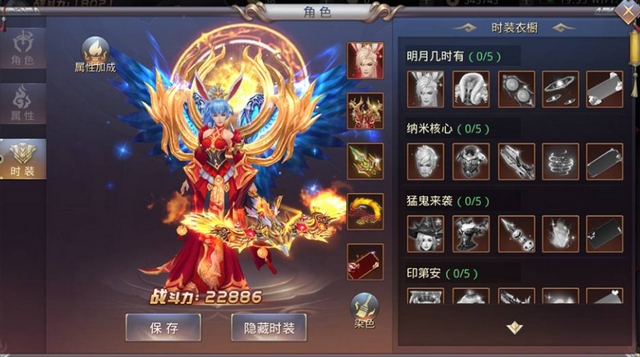 角色
时装衣橱
角色
属性
时装
属性加成
明月几时有(0/5)
纳米核心(0/5)
猛鬼来袭(0/5)
印第安(0/5)
战斗力:22886
染色
保存
隐藏时装